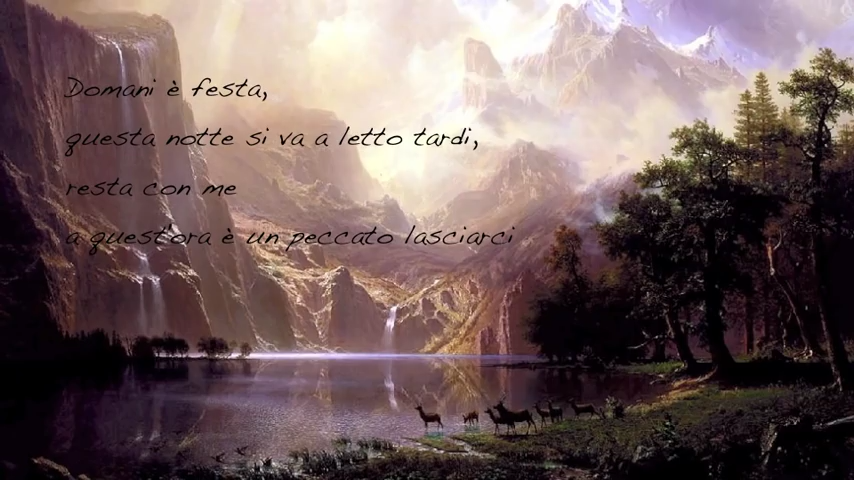 Domani è festa,
questa notte si va a letto tardi,
resta con me
a quest'ora è un peccato lasciarci